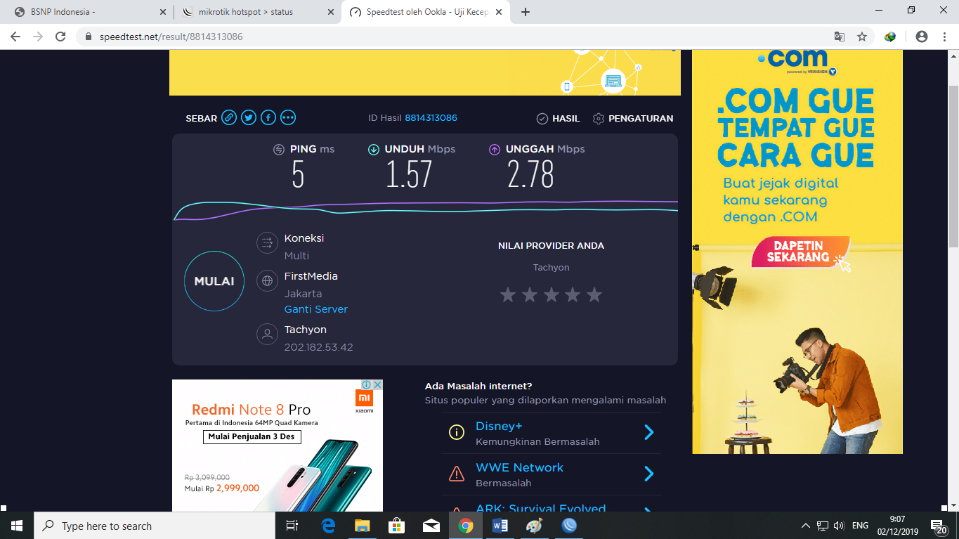 BSNP Indonesia -
mikrotik hotspot > status
Speedtest oleh Ookla - Uji Kecep
speedtest.net/result/8814313086
.com
.COM GUE
TEMPAT GUE
CARA GUE
Buat jejak digital
kamu sekarang
dengan .COM
DAPETIN
SEKARANG
SEBAR
ID Hasil 8814313086
HASIL
PENGATURAN
PING ms
5
UNDUH Mbps
1.57
UNGGAH Mbps
2.78
MULAI
Koneksi
Multi
FirstMedia
Jakarta
Ganti Server
Tachyon
202.182.53.42
NILAI PROVIDER ANDA
Tachyon
mi
xiaomi
Redmi Note 8 Pro
Pertama di Indonesia 64MP Quad Kamera
Mulai Penjualan 3 Des
Rp 3,099,000
Mulai Rp 2,999,000
Ada Masalah internet?
Situs populer yang dilaporkan mengalami masalah
Disney+
Kemungkinan Bermasalah
WWE Network
Bermasalah
ARK: Survival Evolved
Type here to search
ENG
9:07
02/12/2019
20